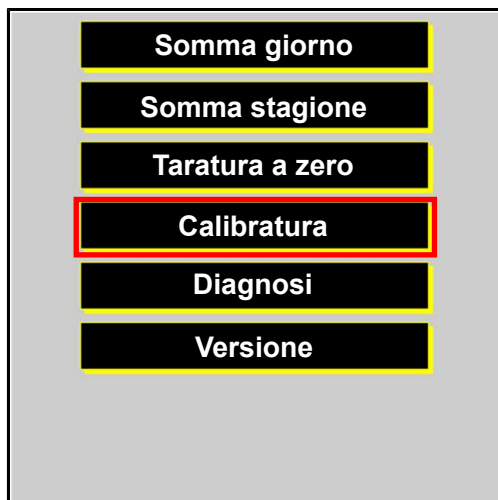 Somma giorno
Somma stagione
Taratura a zero
Calibratura
Diagnosi
Versione